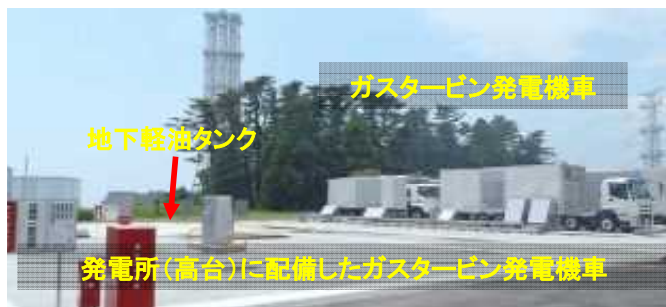 ガスタービン発電機車
地下軽油タンク
発電所(高台)に配備したガスタービン発電機車